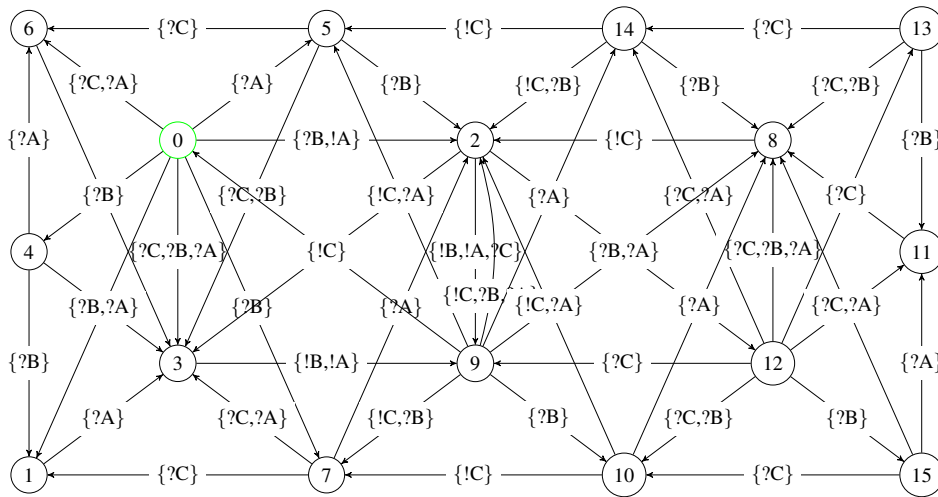 6 {?C} 5 {!C} 14 {?C} 13
{?C,?A} {?A} {?B} {!C,?B} {?B} {?C,?B}
{?A} 0 {?B,!A} 2 {!C} 8 {?B}
{?B} {?C,?B} {!C,?A} {?A} {?C,?A} {?C}
4 {?C,?B,?A} {!C} {!B,!A,?C} {?B,?A} {?C,?B,?A} 11
{?B,?A} {?B} {?A} {!C,?B, {!C,?A} {?A} {?C,?A}
{?B} 3 {!B,!A} 9 {?C} 12 {?A}
{?A} {?C,?A} {!C,?B} {?B} {?C,?B} {?B}
1 {?C} 7 {!C} 10 {?C} 15